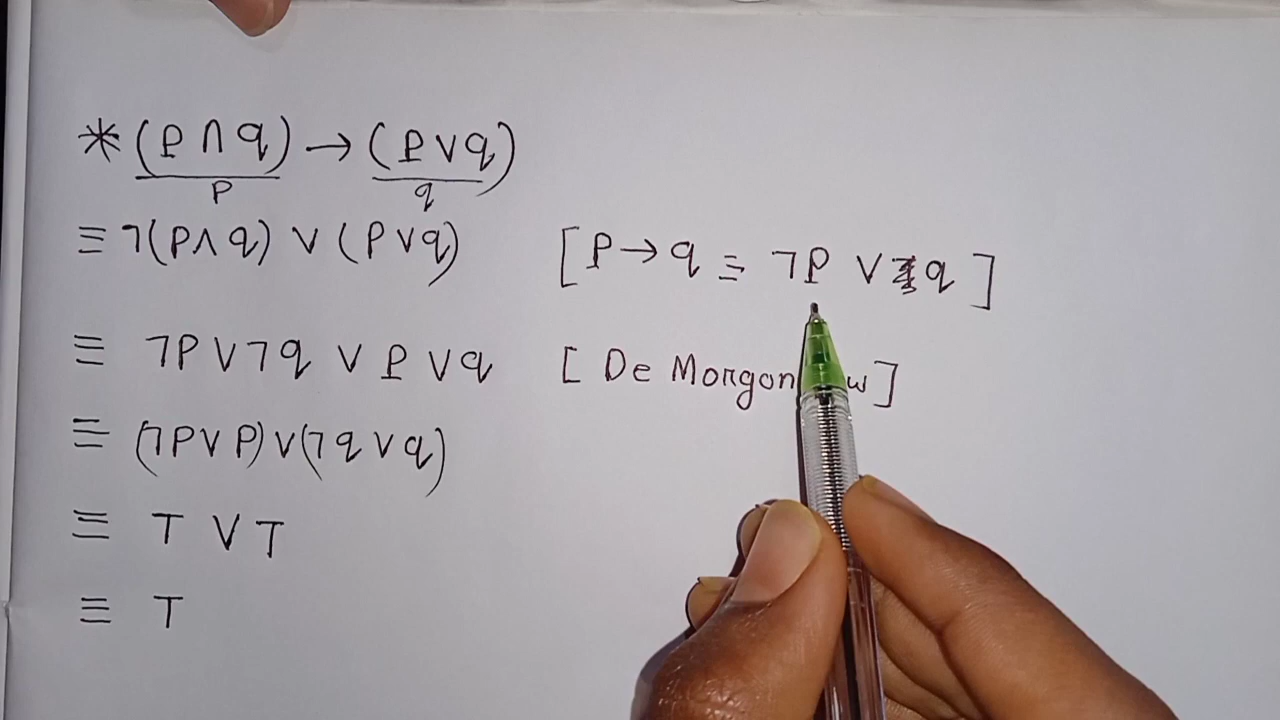 * (P ∧ q) → (P ∨ q)
P q
≡ ¬(P ∧ q) ∨ (P ∨ q) [P → q ≡ ¬P ∨ q]
≡ ¬P ∨ ¬q ∨ P ∨ q [De Morgan w]
≡ (¬P ∨ P) ∨ (¬q ∨ q)
≡ T ∨ T
≡ T